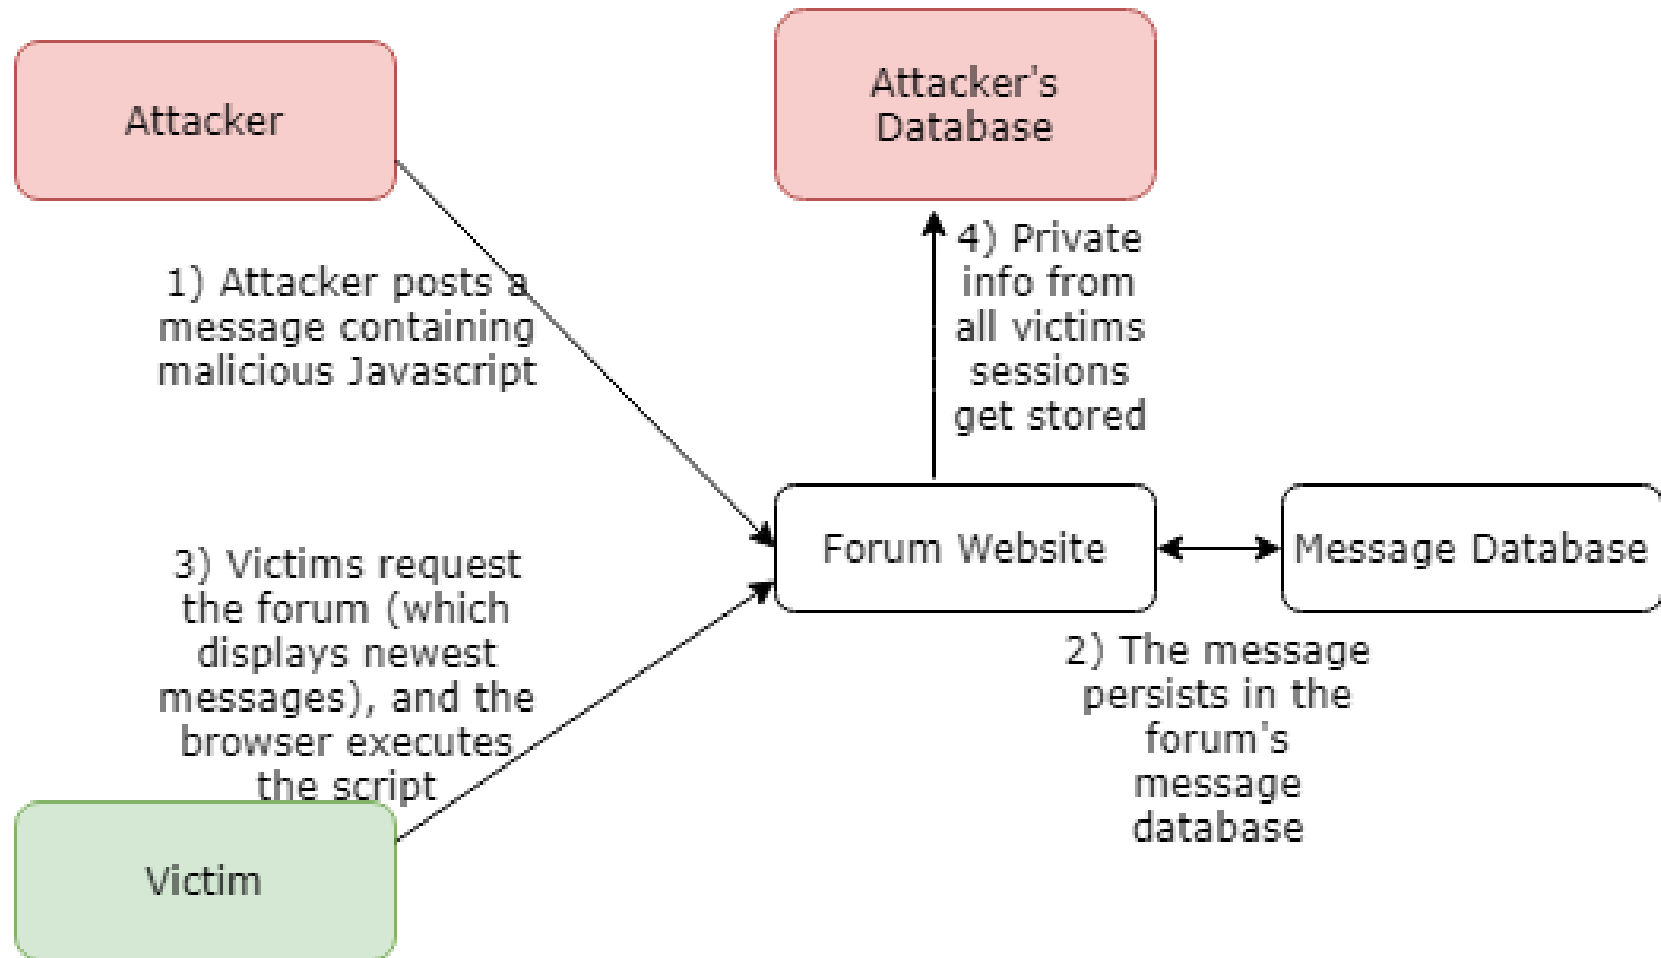 Attacker
Attacker's
Database
1) Attacker posts a
message containing
malicious Javascript
4) Private
info from
all victims
sessions
get stored
Forum Website
Message Database
2) The message
persists in the
forum's
message
database
3) Victims request
the forum (which
displays newest
messages), and the
browser executes
the script
Victim